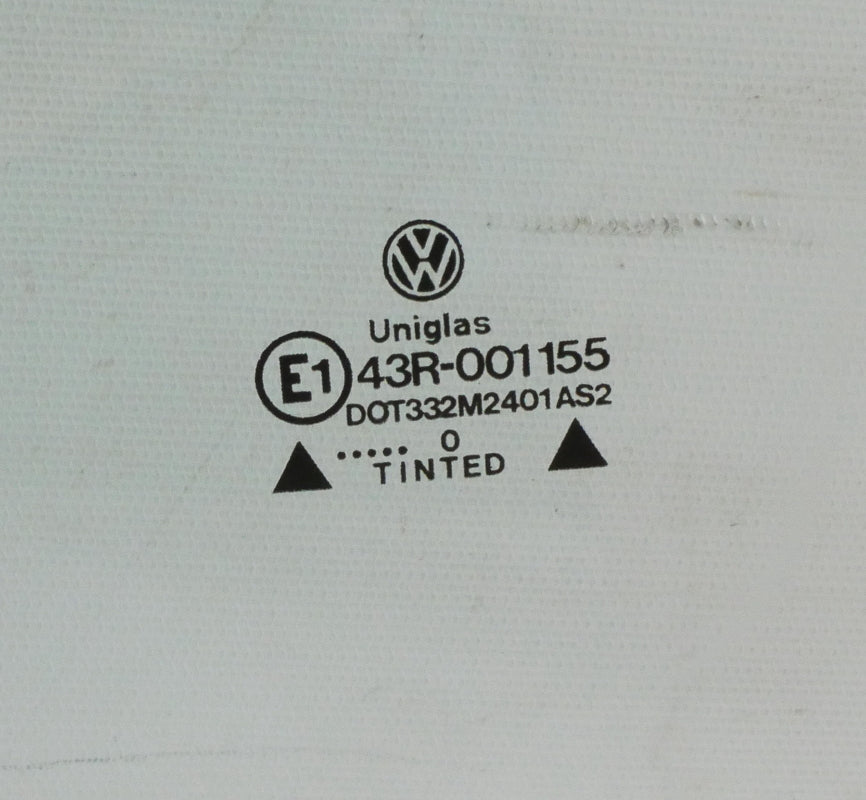 Uniglas
E1 43R-001155
DOT332M2401AS2
..... 0
TINTED